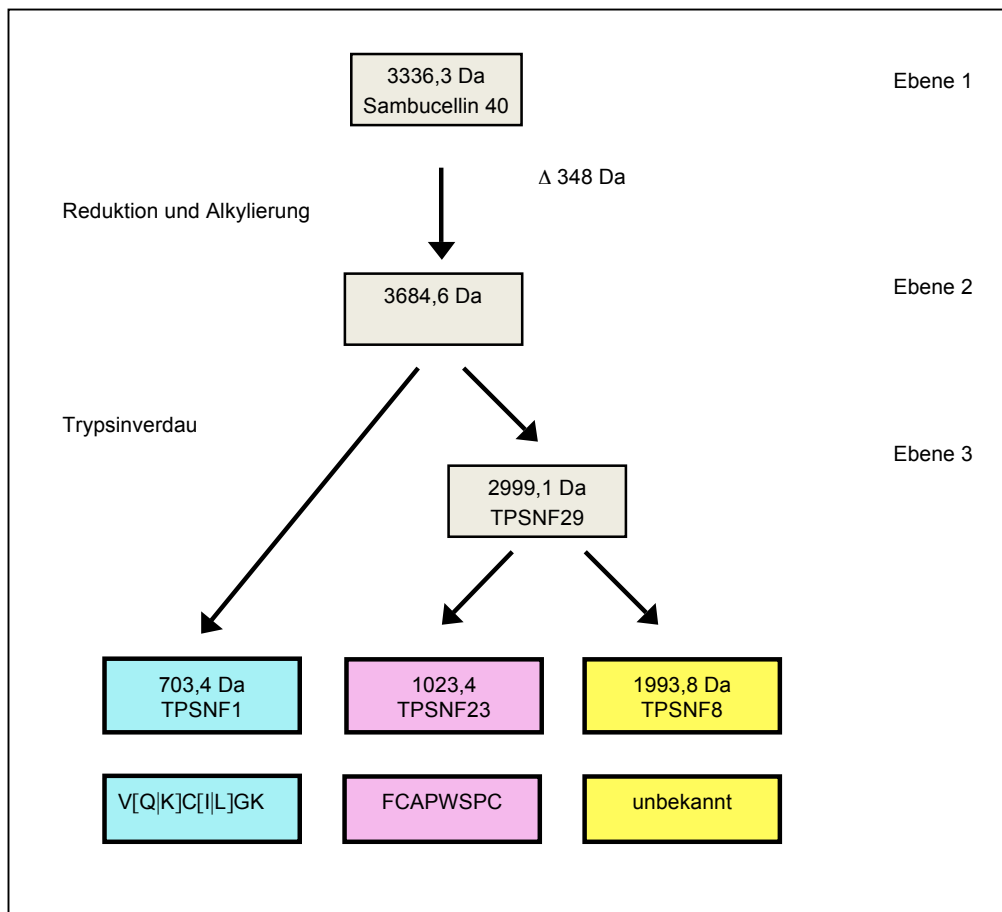 3336,3 Da
Sambucellin 40
Ebene 1
Δ 348 Da
Reduktion und Alkylierung
3684,6 Da
Ebene 2
Trypsinverdau
Ebene 3
2999,1 Da
TPSNF29
703,4 Da
TPSNF1
1023,4
TPSNF23
1993,8 Da
TPSNF8
V[Q|K]C[I|L]GK
FCAPWSPC
unbekannt